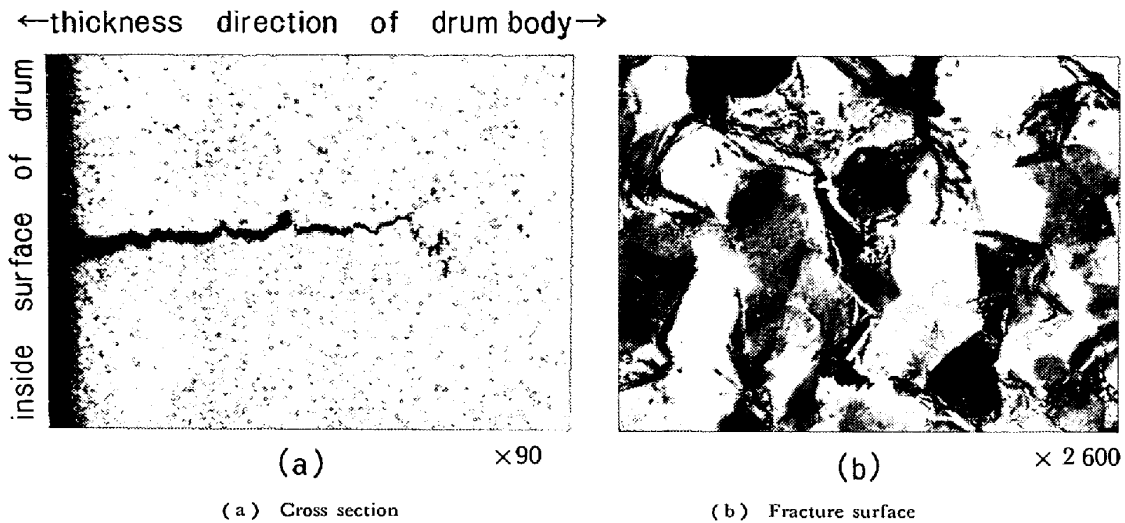 ←thickness direction of drum body→
inside surface of drum
(a)
×90
(b)
× 2 600
(a) Cross section
(b) Fracture surface